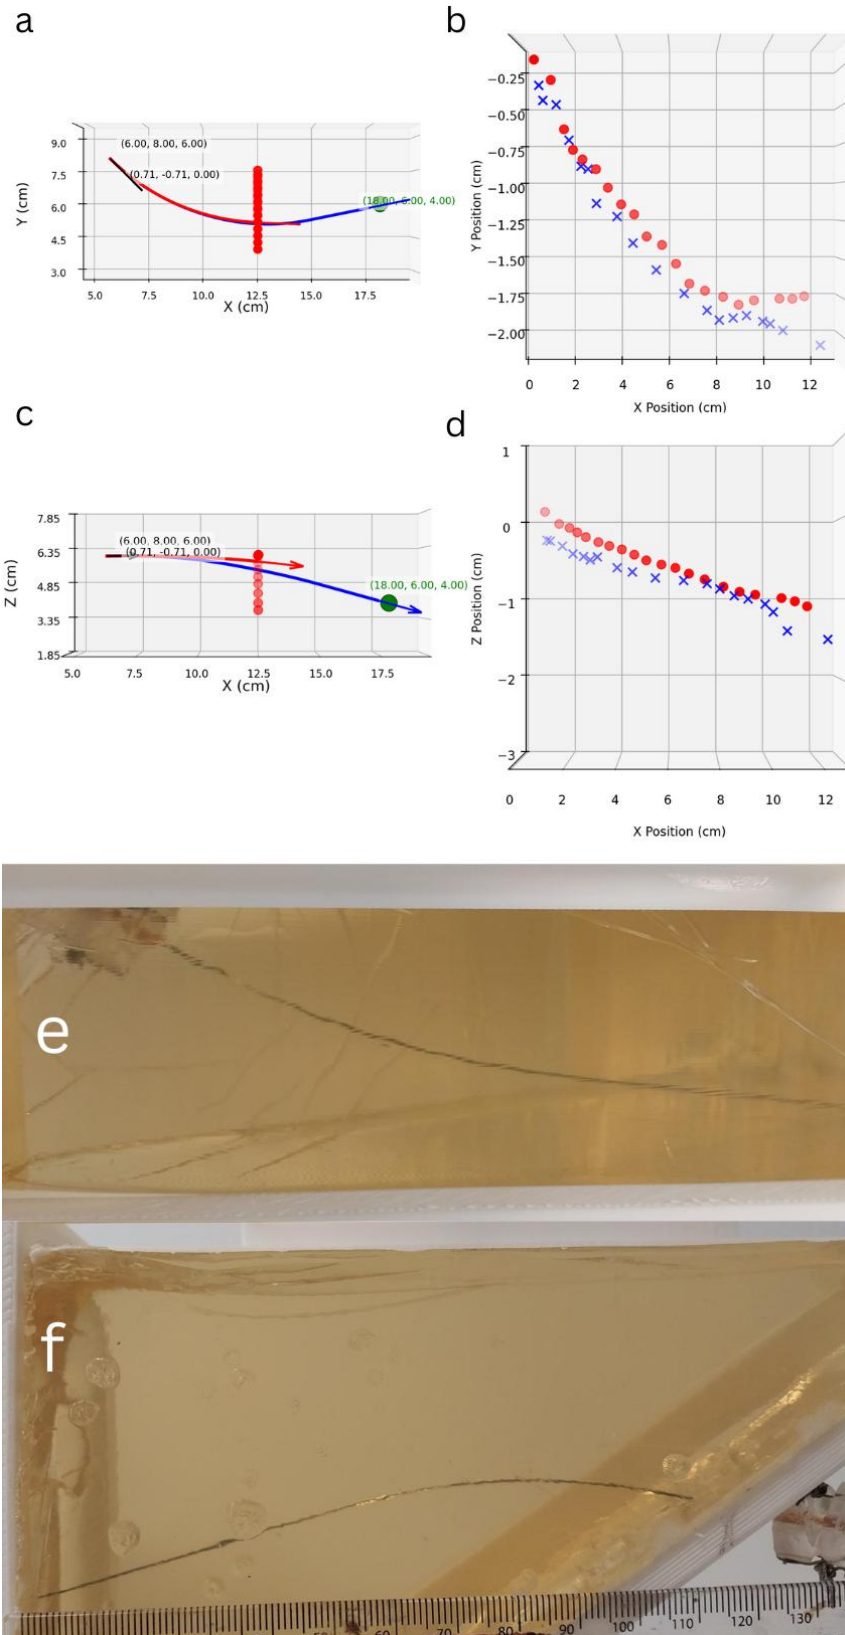 a
9.0
7.5
6.0
4.5
3.0
Y (cm)
(6.00, 8.00, 6.00)
(0.71, -0.71, 0.00)
(18.00, 6.00, 4.00)
5.0 7.5 10.0 12.5 15.0 17.5
X (cm)
b
−0.25
−0.50
−0.75
−1.00
−1.25
−1.50
−1.75
−2.00
Y Position (cm)
0 2 4 6 8 10 12
X Position (cm)
c
7.85
6.35
4.85
3.35
1.85
Z (cm)
(6.00, 8.00, 6.00)
(0.71, -0.71, 0.00)
(18.00, 6.00, 4.00)
5.0 7.5 10.0 12.5 15.0 17.5
X (cm)
d
1
0
−1
−2
−3
Z Position (cm)
0 2 4 6 8 10 12
X Position (cm)
e
f
60 70 80 90 100 110 120 130